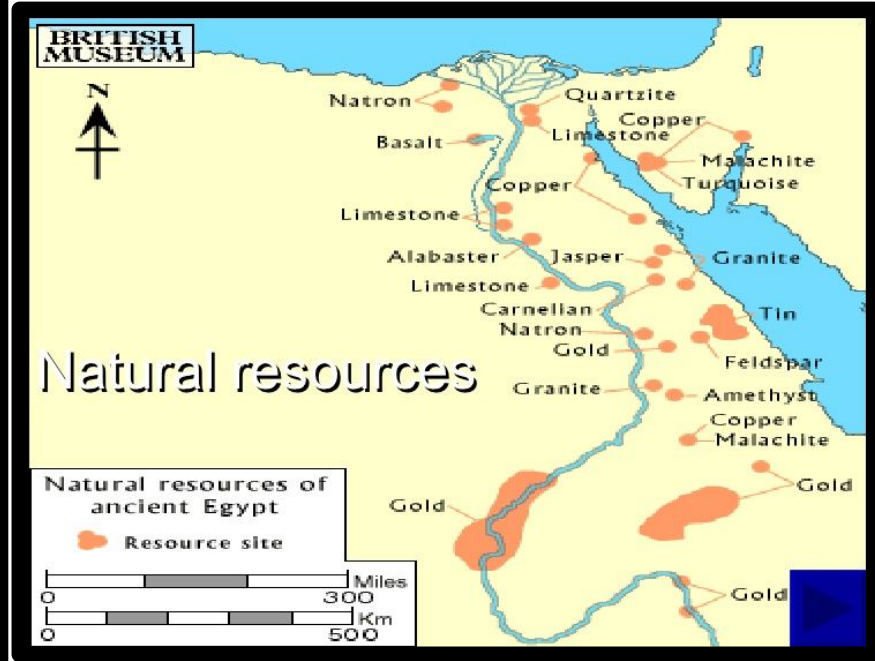 BRITISH
MUSEUM
N
Natron
Quartzite
Copper
Limestone
Basalt
Malachite
Turquoise
Copper
Limestone
Alabaster
Jasper
Granite
Limestone
Carnelian
Tin
Natron
Gold
Feldspar
Natural resources
Granite
Amethyst
Copper
Malachite
Natural resources of
ancient Egypt
Resource site
Gold
Gold
Gold
Miles
0 300
Km
0 500